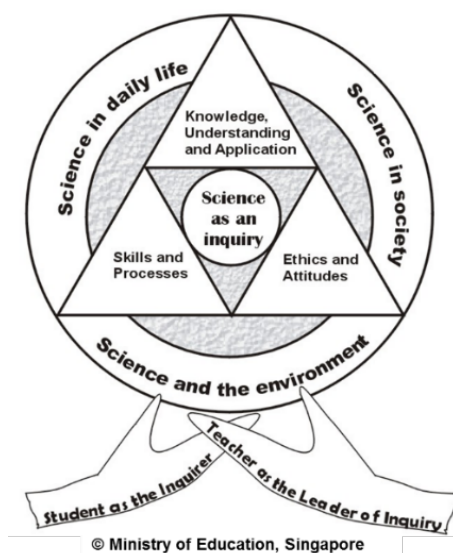 Science in daily life
Science in society
Knowledge,
Understanding
and Application
Science
as an
inquiry
Skills and
Processes
Ethics and
Attitudes
Science and the environment
Student as the Inquirer
Teacher as the Leader of Inquiry
© Ministry of Education, Singapore